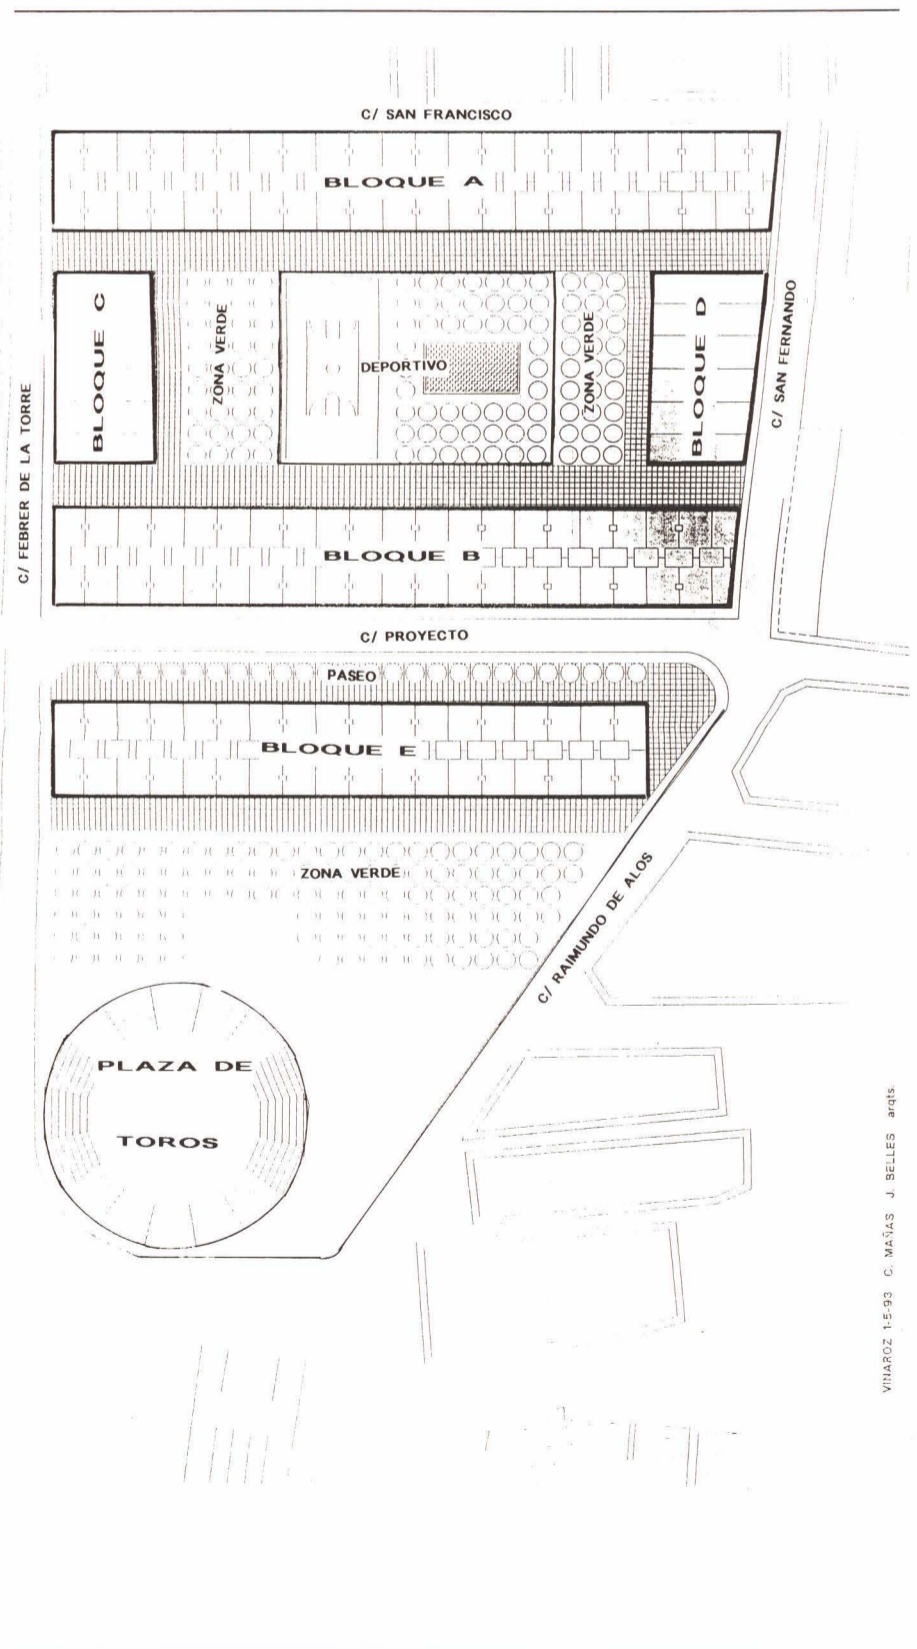 C/ SAN FRANCISCO
BLOQUE A
BLOQUE C
ZONA VERDE
DEPORTIVO
ZONA VERDE
BLOQUE D
C/ SAN FERNANDO
C/ FEBRER DE LA TORRE
BLOQUE B
C/ PROYECTO
PASEO
BLOQUE E
ZONA VERDE
C/ RAIMUNDO DE ALOS
PLAZA DE
TOROS
VINAROZ 1-5-93 C. MAÑAS J. BELLES arqts.